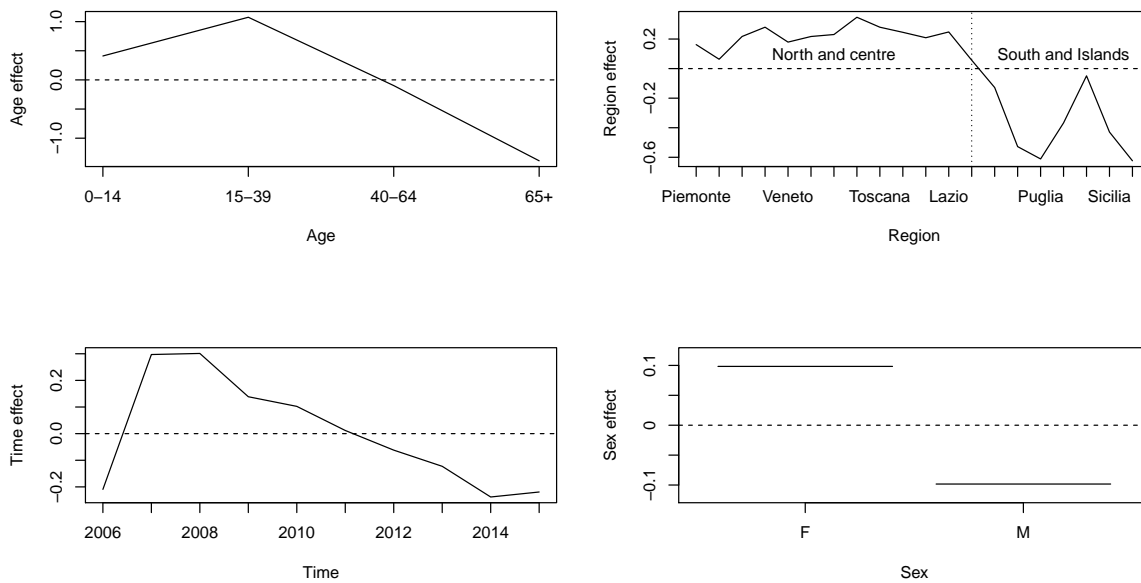 Age effect
1.0
0.0
−1.0
0−14
15−39
40−64
65+
Age
Region effect
0.2
−0.2
−0.6
North and centre
South and Islands
Piemonte
Veneto
Toscana
Lazio
Puglia
Sicilia
Region
Time effect
0.2
0.0
−0.2
2006
2008
2010
2012
2014
Time
Sex effect
0.1
0
−0.1
F
M
Sex